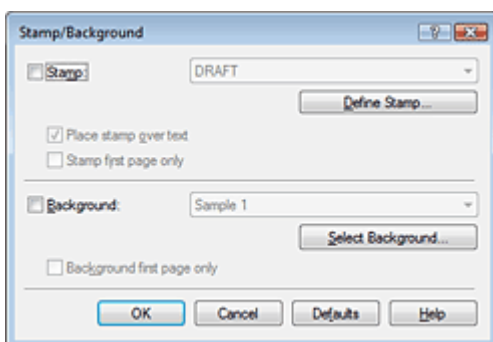 Stamp/Background
Stamp: DRAFT
Define Stamp...
Place stamp over text
Stamp first page only
Background: Sample 1
Select Background...
Background first page only
OK Cancel Defaults Help